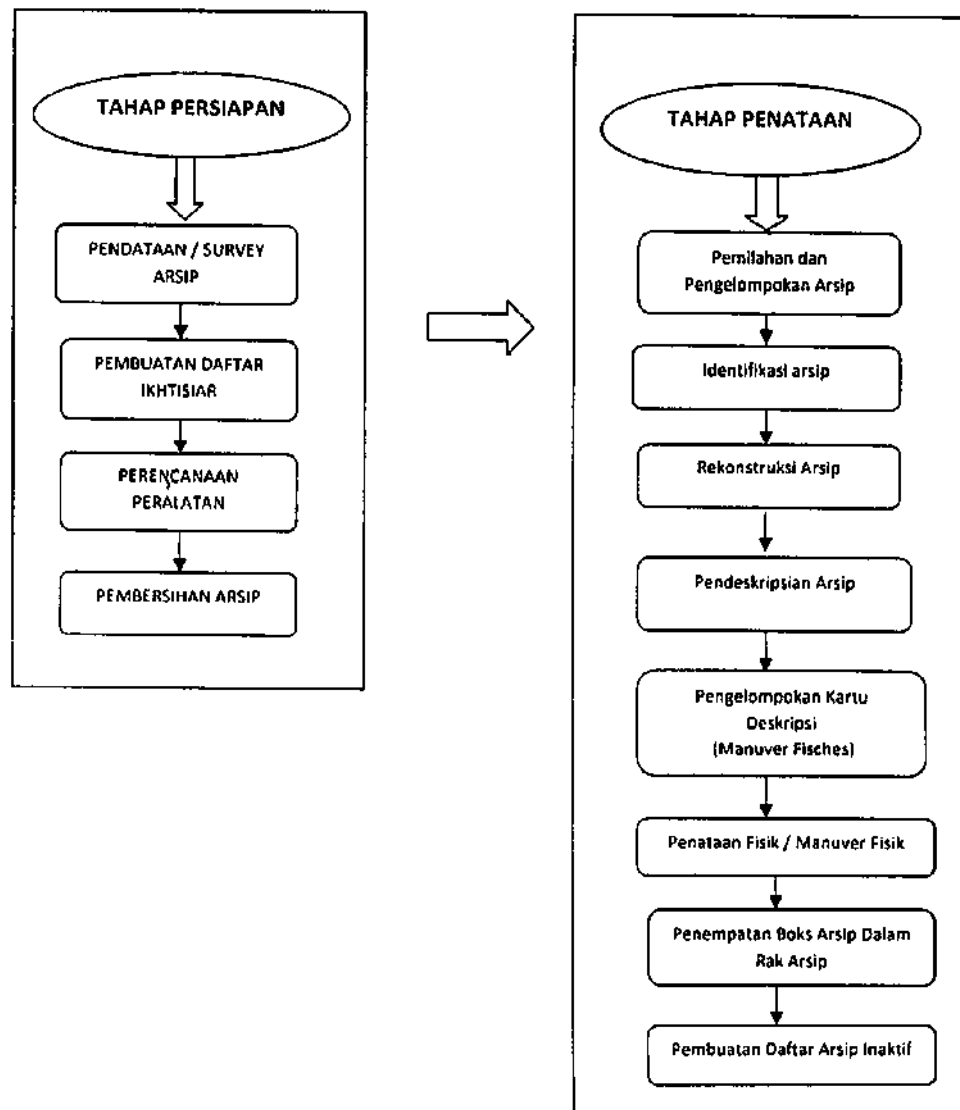 TAHAP PERSIAPAN
PENDATAAN / SURVEY
ARSIP
PEMBUATAN DAFTAR
IKHTISIAR
PERENCANAAN
PERALATAN
PEMBERSIHAN ARSIP
TAHAP PENATAAN
Pemilahan dan
Pengelompokan Arsip
Identifikasi arsip
Rekonstruksi Arsip
Pendeskripsian Arsip
Pengelompokan Kartu
Deskripsi
(Manuver Fisches)
Penataan Fisik / Manuver Fisik
Penempatan Boks Arsip Dalam
Rak Arsip
Pembuatan Daftar Arsip Inaktif